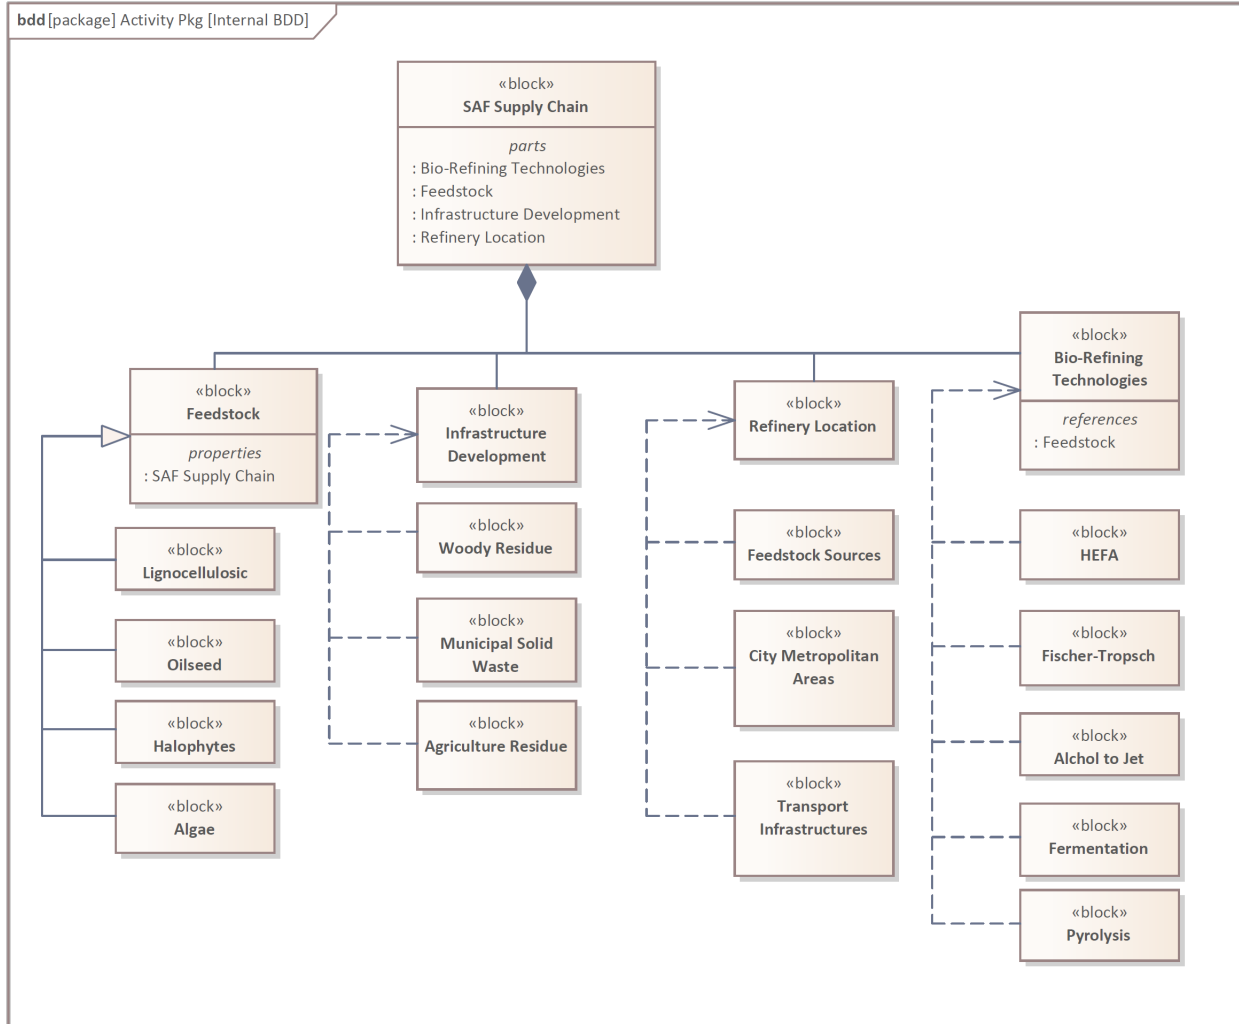 bdd [package] Activity Pkg [Internal BDD]
«block»
SAF Supply Chain
parts
: Bio-Refining Technologies
: Feedstock
: Infrastructure Development
: Refinery Location
«block»
Feedstock
properties
: SAF Supply Chain
«block»
Lignocellulosic
«block»
Oilseed
«block»
Halophytes
«block»
Algae
«block»
Infrastructure
Development
«block»
Woody Residue
«block»
Municipal Solid
Waste
«block»
Agriculture Residue
«block»
Refinery Location
«block»
Feedstock Sources
«block»
City Metropolitan
Areas
«block»
Transport
Infrastructures
«block»
Bio-Refining
Technologies
references
: Feedstock
«block»
HEFA
«block»
Fischer-Tropsch
«block»
Alchol to Jet
«block»
Fermentation
«block»
Pyrolysis